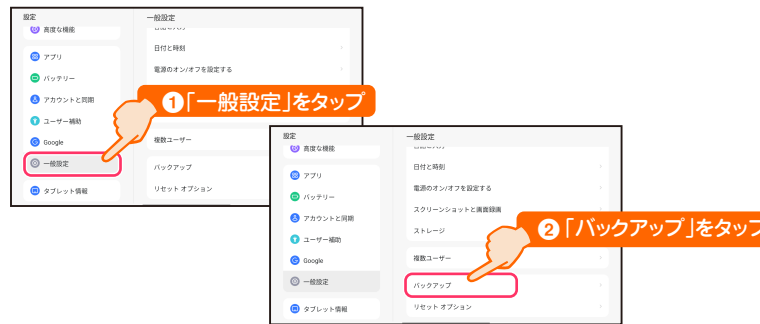 設定
高度な機能
アプリ
バッテリー
アカウントと同期
ユーザー補助
Google
一般設定
タブレット情報
一般設定
日付と時刻
電源のオン/オフを設定する
複数ユーザー
バックアップ
リセット オプション
❶「一般設定」をタップ
設定
高度な機能
アプリ
バッテリー
アカウントと同期
ユーザー補助
Google
一般設定
タブレット情報
一般設定
日付と時刻
電源のオン/オフを設定する
スクリーンショットと画面録画
ストレージ
複数ユーザー
バックアップ
リセット オプション
❷「バックアップ」をタップ